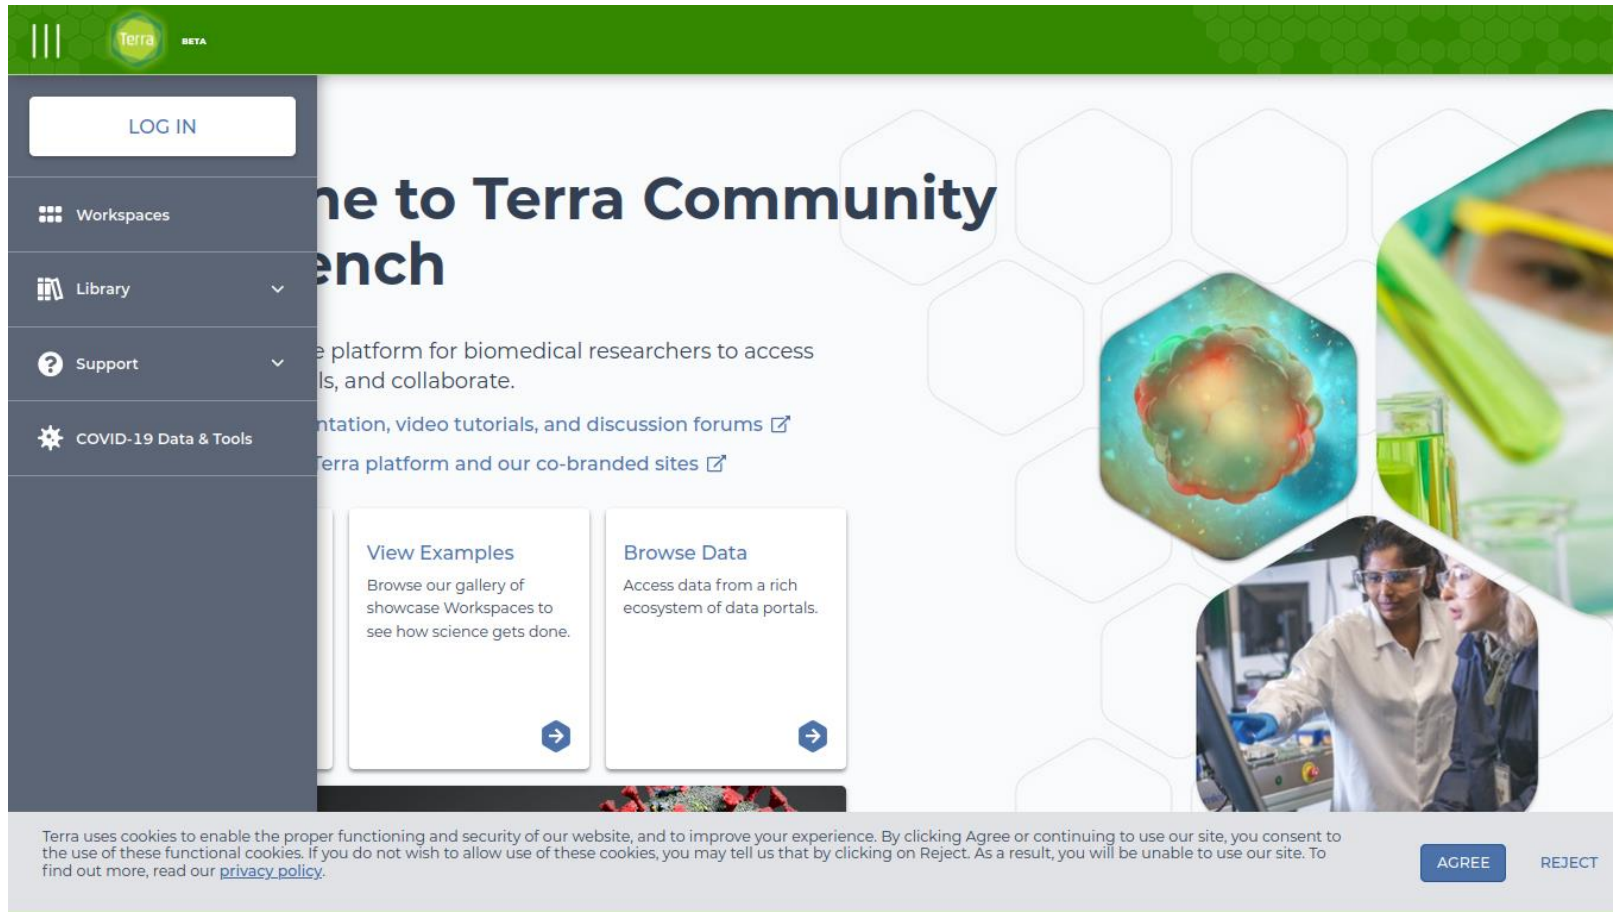 Terra
BETA
LOG IN
Workspaces
Library
Support
COVID-19 Data & Tools
ne to Terra Community
ench
e platform for biomedical researchers to access
ls, and collaborate.
ntation, video tutorials, and discussion forums
Terra platform and our co-branded sites
View Examples
Browse our gallery of
showcase Workspaces to
see how science gets done.
Browse Data
Access data from a rich
ecosystem of data portals.
Terra uses cookies to enable the proper functioning and security of our website, and to improve your experience. By clicking Agree or continuing to use our site, you consent to
the use of these functional cookies. If you do not wish to allow use of these cookies, you may tell us that by clicking on Reject. As a result, you will be unable to use our site. To
find out more, read our privacy policy.
AGREE
REJECT